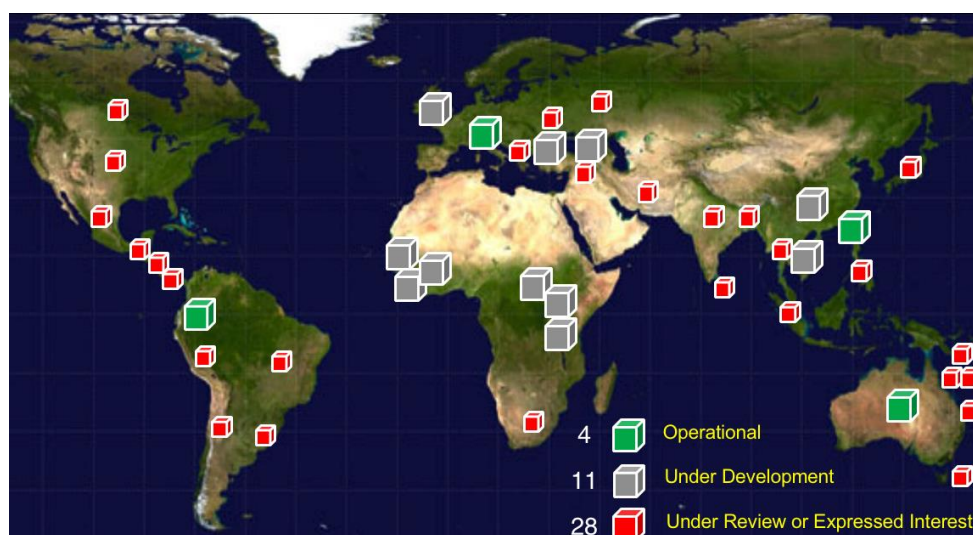 4 Operational
11 Under Development
28 Under Review or Expressed Interest